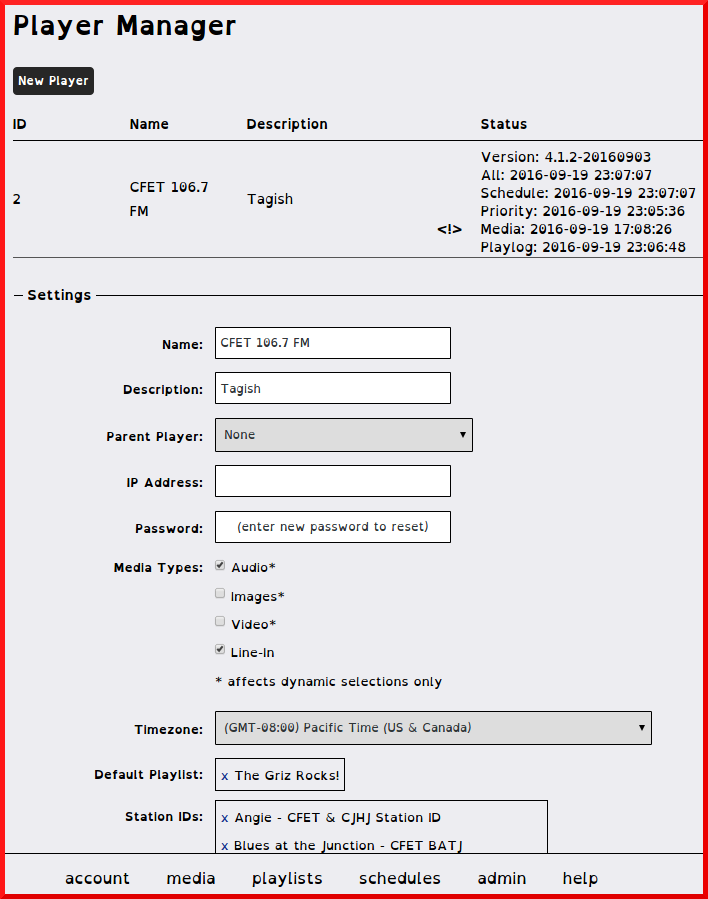 Player Manager
New Player
ID Name Description Status
2 CFET 106.7 FM Tagish <!> Version: 4.1.2-20160903
All: 2016-09-19 23:07:07
Schedule: 2016-09-19 23:07:07
Priority: 2016-09-19 23:05:36
Media: 2016-09-19 17:08:26
Playlog: 2016-09-19 23:06:48
Settings
Name: CFET 106.7 FM
Description: Tagish
Parent Player: None
IP Address:
Password: (enter new password to reset)
Media Types: Audio*
Images*
Video*
Line-In
* affects dynamic selections only
Timezone: (GMT-08:00) Pacific Time (US & Canada)
Default Playlist: x The Griz Rocks!
Station IDs: x Angie - CFET & CJHJ Station ID
x Blues at the Junction - CFET BATJ
account media playlists schedules admin help